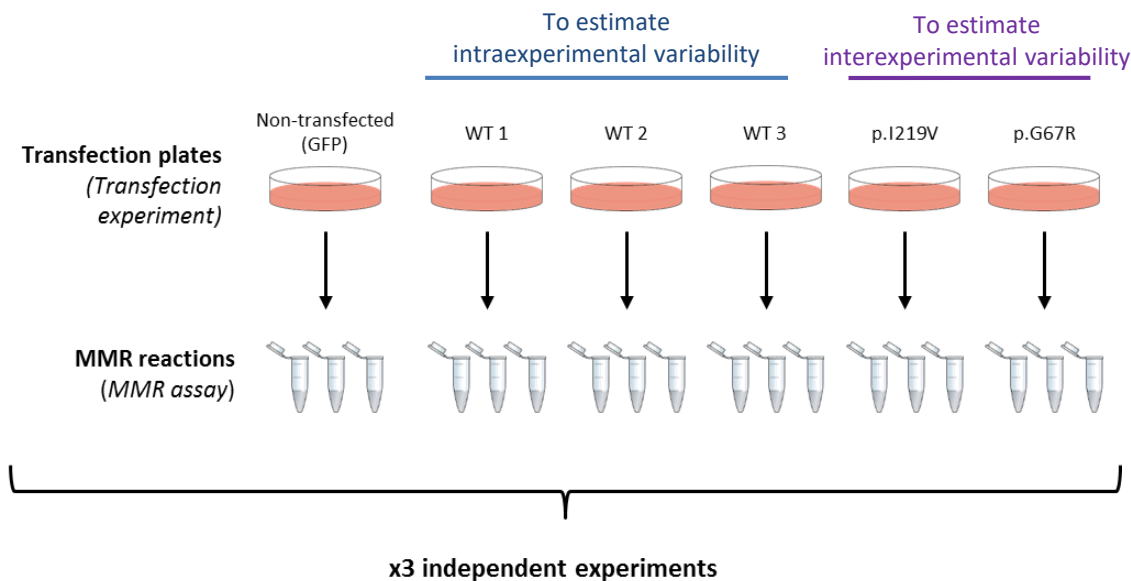 To estimate
intraexperimental variability
To estimate
interexperimental variability
Non-transfected
(GFP)
WT 1
WT 2
WT 3
p.I219V
p.G67R
Transfection plates
(Transfection
experiment)
MMR reactions
(MMR assay)
x3 independent experiments